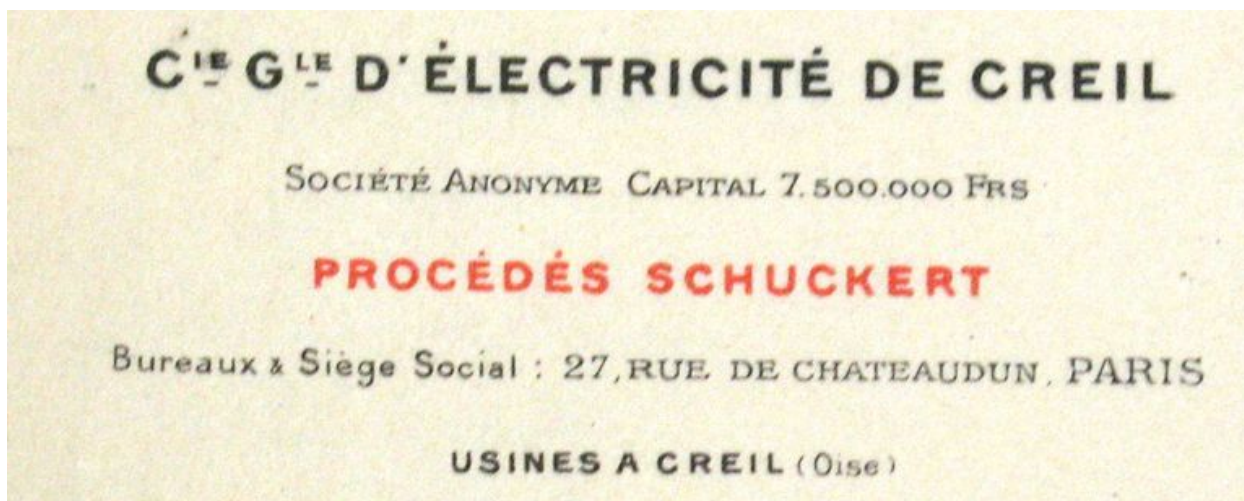 CIE GLE D'ÉLECTRICITÉ DE CREIL
SOCIÉTÉ ANONYME CAPITAL 7.500.000 FRS
PROCÉDÉS SCHUCKERT
Bureaux & Siège Social : 27, RUE DE CHATEAUDUN, PARIS
USINES A CREIL (Oise)